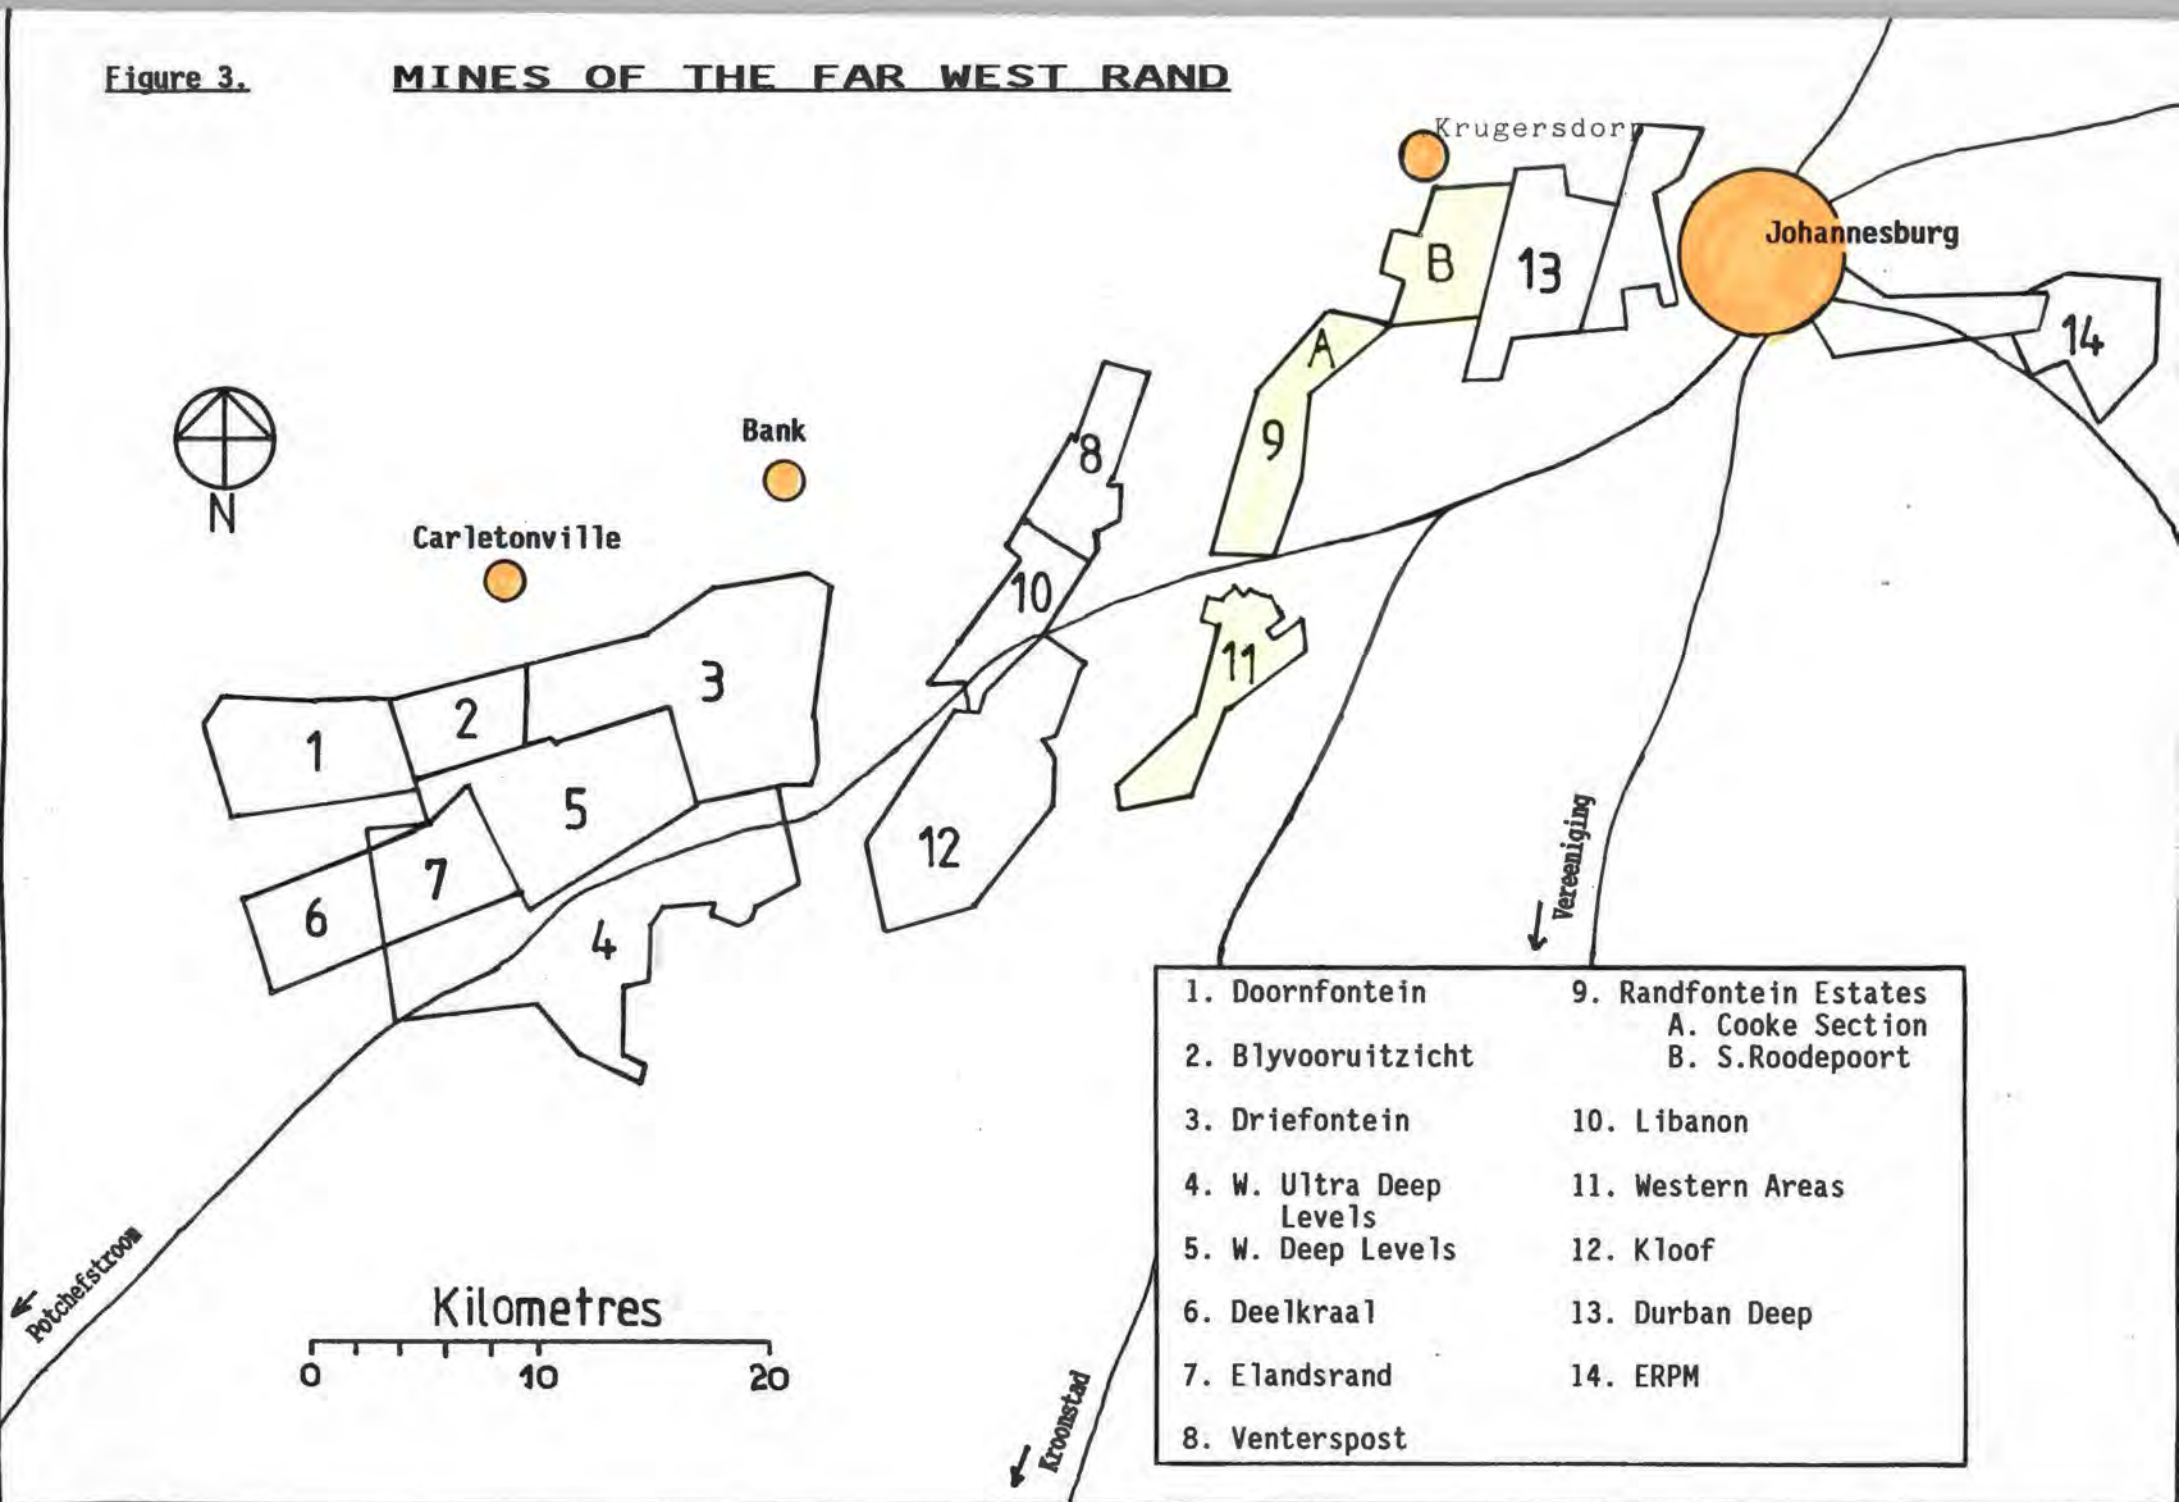 Figure 3.
MINES OF THE FAR WEST RAND
Krugersdorp
Johannesburg
B
13
14
A
9
8
Bank
N
Carletonville
10
11
3
2
1
5
12
7
6
4
Vereeniging
Potchefstroom
Kroonstad
Kilometres
0 10 20
1. Doornfontein
2. Blyvooruitzicht
3. Driefontein
4. W. Ultra Deep
Levels
5. W. Deep Levels
6. Deelkraal
7. Elandsrand
8. Venterspost
9. Randfontein Estates
A. Cooke Section
B. S.Roodepoort
10. Libanon
11. Western Areas
12. Kloof
13. Durban Deep
14. ERPM